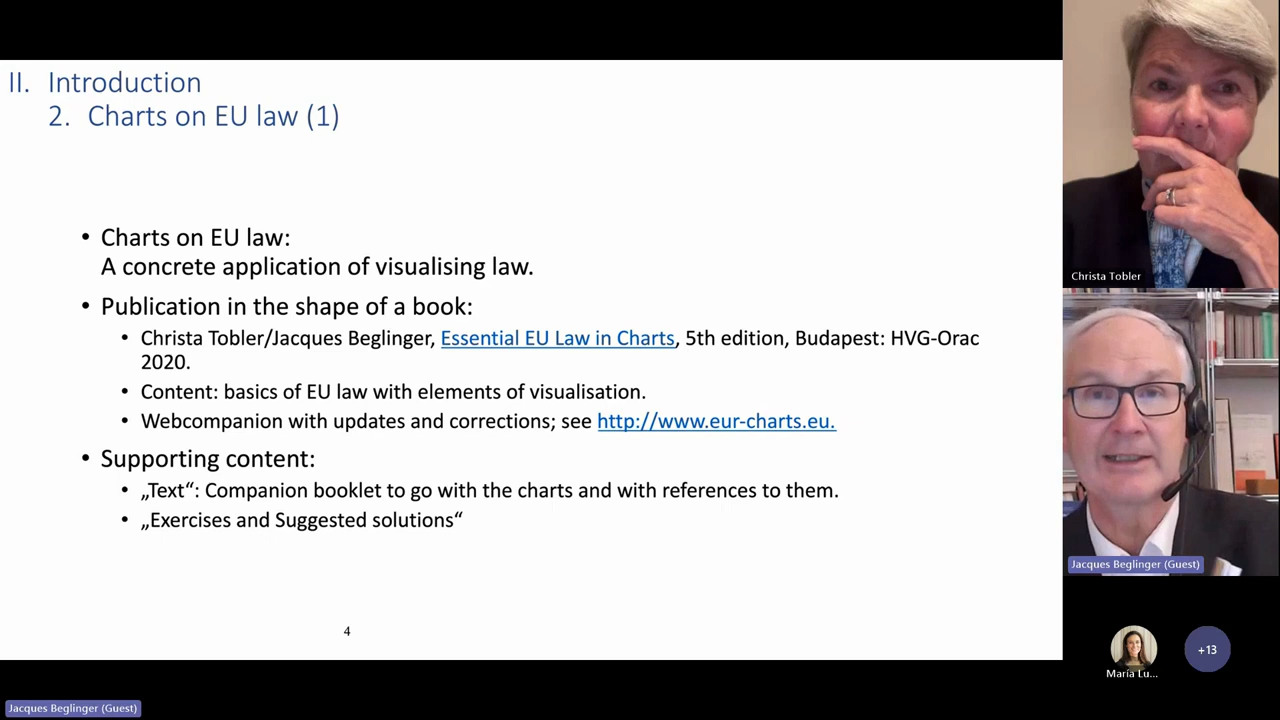 II. Introduction
2. Charts on EU law (1)
• Charts on EU law:
A concrete application of visualising law.
• Publication in the shape of a book:
• Christa Tobler/Jacques Beglinger, Essential EU Law in Charts, 5th edition, Budapest: HVG-Orac
2020.
• Content: basics of EU law with elements of visualisation.
• Webcompanion with updates and corrections; see http://www.eur-charts.eu.
• Supporting content:
• „Text“: Companion booklet to go with the charts and with references to them.
• „Exercises and Suggested solutions“
4
Christa Tobler
Jacques Beglinger (Guest)
María Lu...
+13
Jacques Beglinger (Guest)